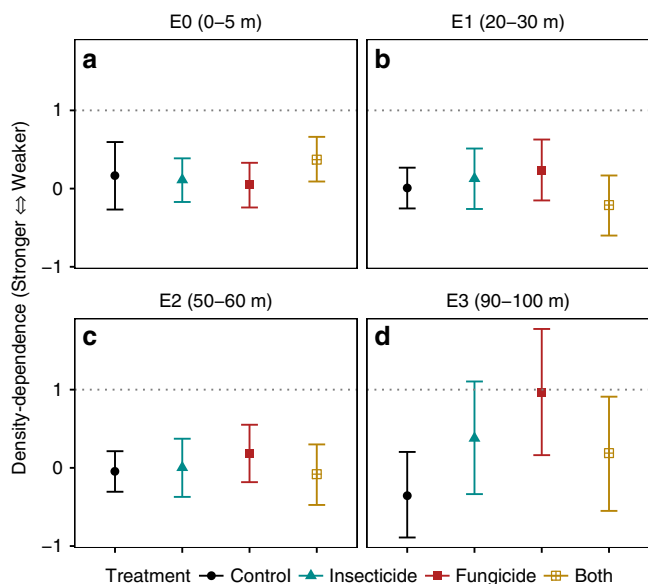 E0 (0–5 m)
E1 (20–30 m)
a
b
1
0
−1
E2 (50–60 m)
E3 (90–100 m)
c
d
1
0
−1
Density-dependence (Stronger ⇔ Weaker)
Treatment Control Insecticide Fungicide Both